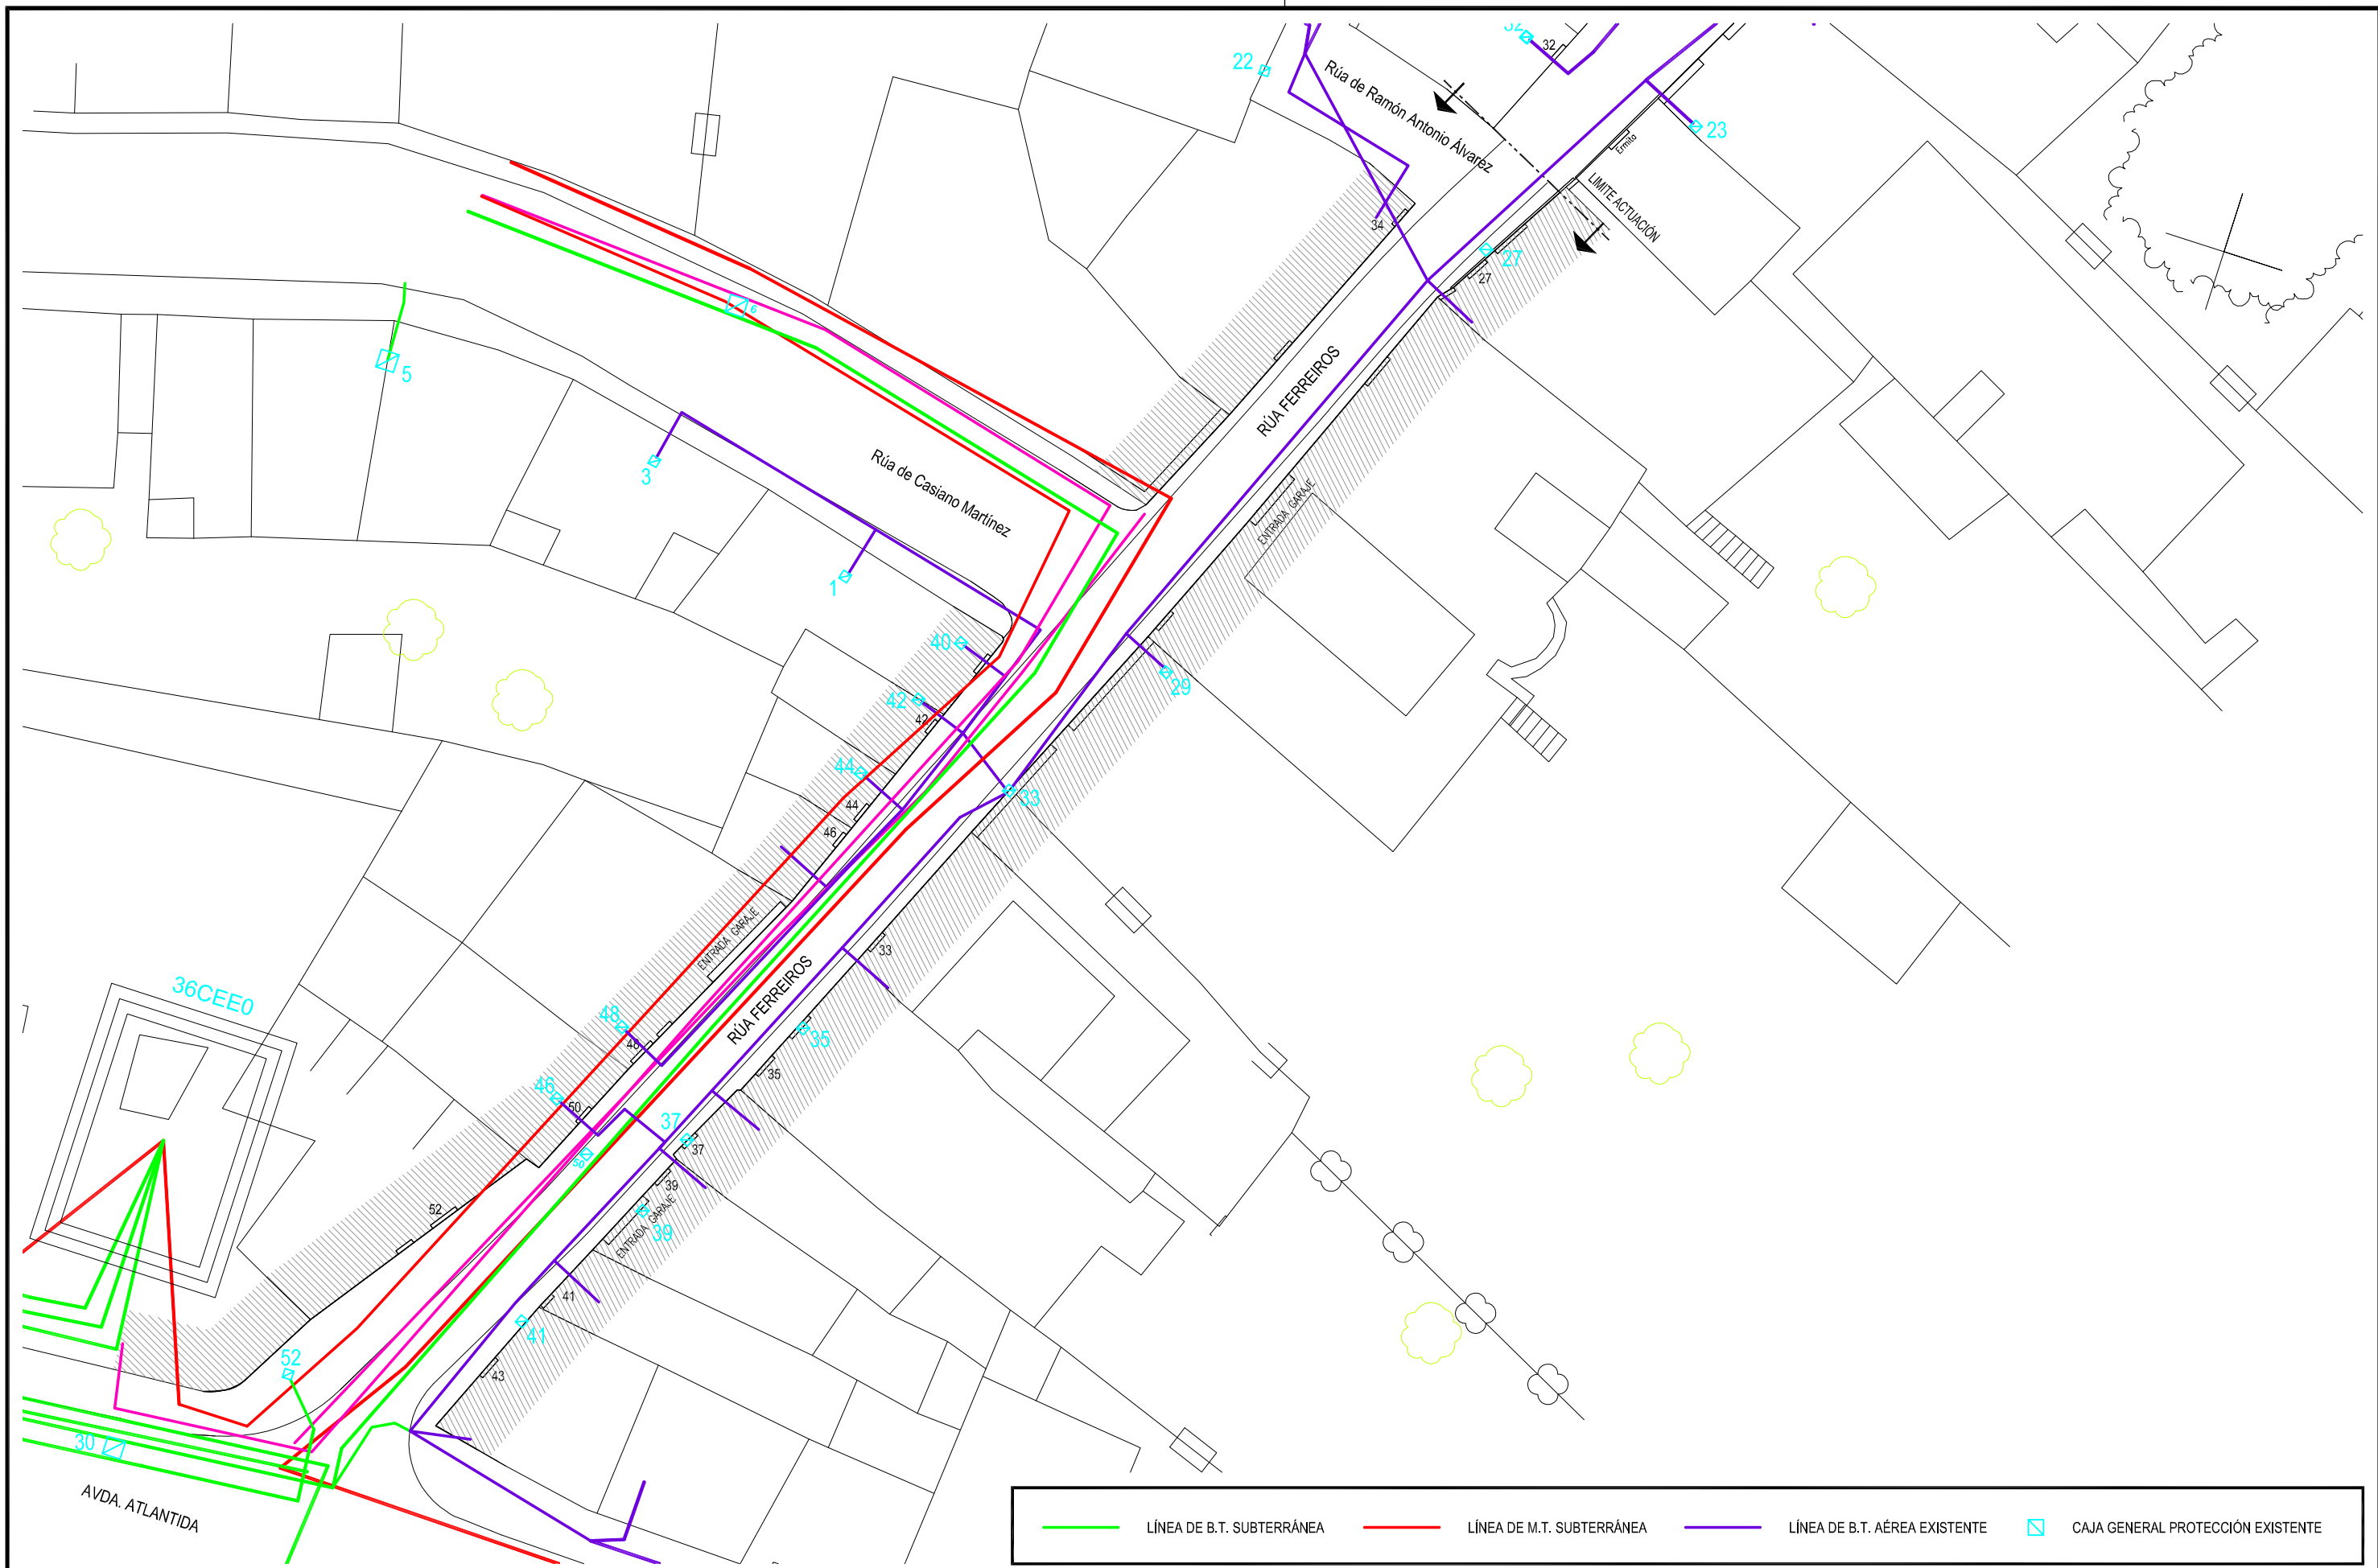 32
32
22
Rúa de Ramón Antonio Álvarez
23
Ermita
LIMITE ACTUACIÓN
34
27
27
6
5
RÚA FERREIROS
3
Rúa de Casiano Martínez
ENTRADA GARAJE
1
40
29
42
42
44
33
44
46
ENTRADA GARAJE
33
36CEE0
RÚA FERREIROS
48
35
48
35
46
50
37
37
50
39
52
39
ENTRADA GARAJE
41
41
52
43
30
AVDA. ATLANTIDA
LÍNEA DE B.T. SUBTERRÁNEA
LÍNEA DE M.T. SUBTERRÁNEA
LÍNEA DE B.T. AÉREA EXISTENTE
CAJA GENERAL PROTECCIÓN EXISTENTE